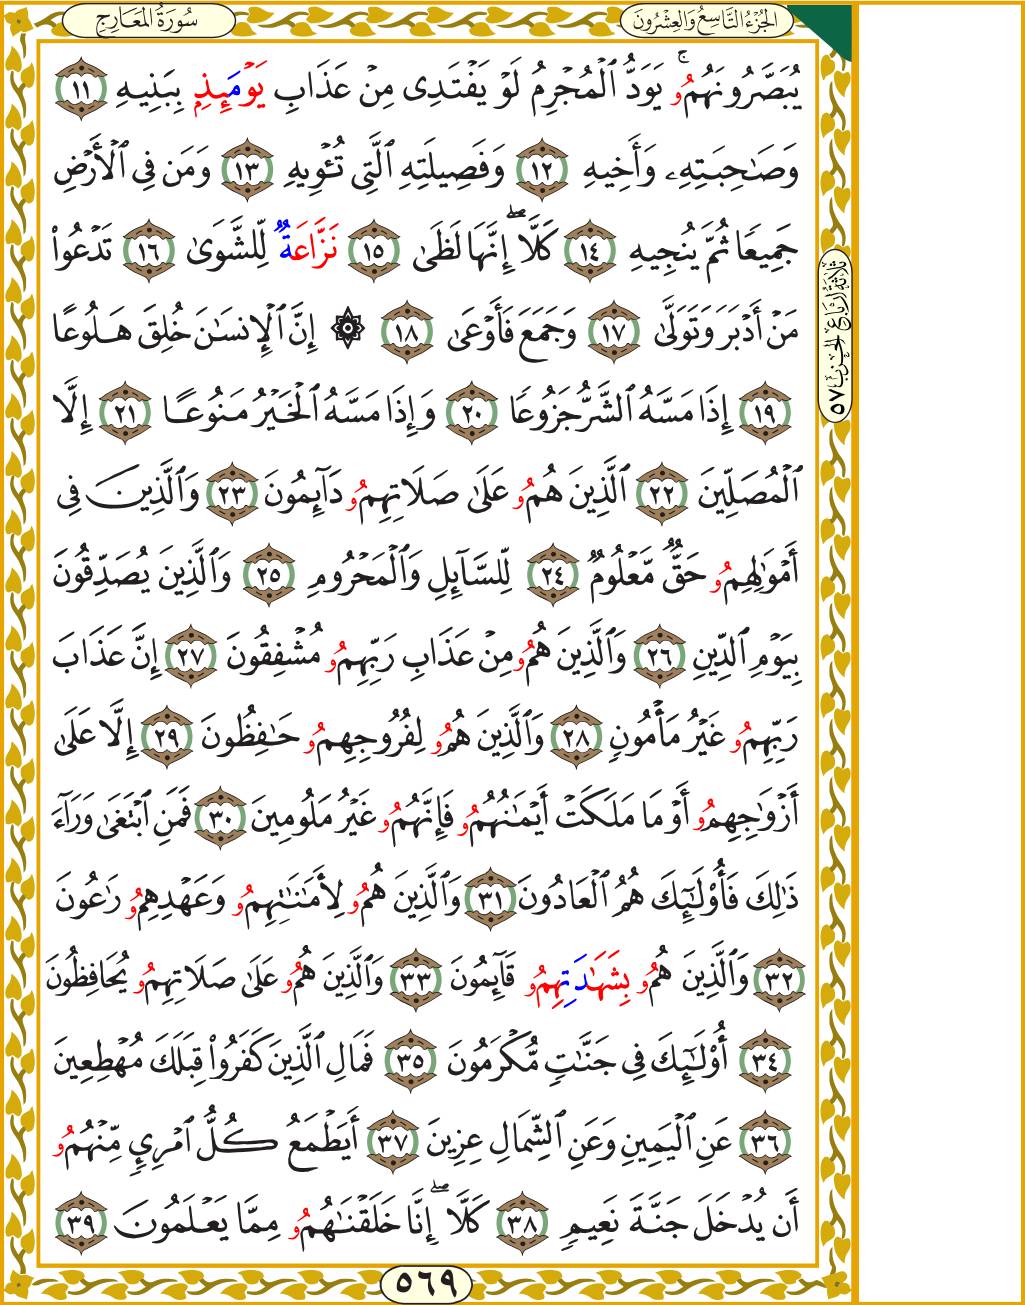 سُورَةُ المَعَارِجِ
الجُزْءُ التَّاسِعُ وَالعِشْرُونَ
يُبَصَّرُونَهُمُۥۚ يَوَدُّ ٱلْمُجْرِمُ لَوْ يَفْتَدِى مِنْ عَذَابِ يَوْمَئِذِۭ بِبَنِيهِ ١١
وَصَٰحِبَتِهِۦ وَأَخِيهِ ١٢ وَفَصِيلَتِهِ ٱلَّتِى تُـْٔوِيهِ ١٣ وَمَن فِى ٱلْأَرْضِ
جَمِيعًا ثُمَّ يُنجِيهِ ١٤ كَلَّآۖ إِنَّهَا لَظَىٰ ١٥ نَزَّاعَةٌ لِّلشَّوَىٰ ١٦ تَدْعُوا۟
مَنْ أَدْبَرَ وَتَوَلَّىٰ ١٧ وَجَمَعَ فَأَوْعَىٰ ١٨ ۞ إِنَّ ٱلْإِنسَٰنَ خُلِقَ هَلُوعًا
١٩ إِذَا مَسَّهُ ٱلشَّرُّ جَزُوعًا ٢٠ وَإِذَا مَسَّهُ ٱلْخَيْرُ مَنُوعًا ٢١ إِلَّا
ٱلْمُصَلِّينَ ٢٢ ٱلَّذِينَ هُمُۥ عَلَىٰ صَلَاتِهِمُۥ دَآئِمُونَ ٢٣ وَٱلَّذِينَ فِى
أَمْوَٰلِهِمُۥ حَقٌّ مَّعْلُومٌ ٢٤ لِّلسَّآئِلِ وَٱلْمَحْرُومِ ٢٥ وَٱلَّذِينَ يُصَدِّقُونَ
بِيَوْمِ ٱلدِّينِ ٢٦ وَٱلَّذِينَ هُمُۥ مِنْ عَذَابِ رَبِّهِمُۥ مُشْفِقُونَ ٢٧ إِنَّ عَذَابَ
رَبِّهِمُۥ غَيْرُ مَأْمُونٍ ٢٨ وَٱلَّذِينَ هُمُۥ لِفُرُوجِهِمُۥ حَٰفِظُونَ ٢٩ إِلَّا عَلَىٰ
أَزْوَٰجِهِمُۥ أَوْ مَا مَلَكَتْ أَيْمَٰنُهُمُۥ فَإِنَّهُمُۥ غَيْرُ مَلُومِينَ ٣٠ فَمَنِ ٱبْتَغَىٰ وَرَآءَ
ذَٰلِكَ فَأُو۟لَٰٓئِكَ هُمُ ٱلْعَادُونَ ٣١ وَٱلَّذِينَ هُمُۥ لِأَمَٰنَٰتِهِمُۥ وَعَهْدِهِمُۥ رَٰعُونَ
٣٢ وَٱلَّذِينَ هُمُۥ بِشَهَٰدَتِهِمُۥ قَآئِمُونَ ٣٣ وَٱلَّذِينَ هُمُۥ عَلَىٰ صَلَاتِهِمُۥ يُحَافِظُونَ
٣٤ أُو۟لَٰٓئِكَ فِى جَنَّٰتٍ مُّكْرَمُونَ ٣٥ فَمَالِ ٱلَّذِينَ كَفَرُوا۟ قِبَلَكَ مُهْطِعِينَ
٣٦ عَنِ ٱلْيَمِينِ وَعَنِ ٱلشِّمَالِ عِزِينَ ٣٧ أَيَطْمَعُ كُلُّ ٱمْرِئٍ مِّنْهُمُۥ
أَن يُدْخَلَ جَنَّةَ نَعِيمٍ ٣٨ كَلَّآۖ إِنَّا خَلَقْنَٰهُمُۥ مِمَّا يَعْلَمُونَ ٣٩
ثَلَاثَةُ أَرْبَاعِ الحِزْبِ ٥٧
٥٦٩